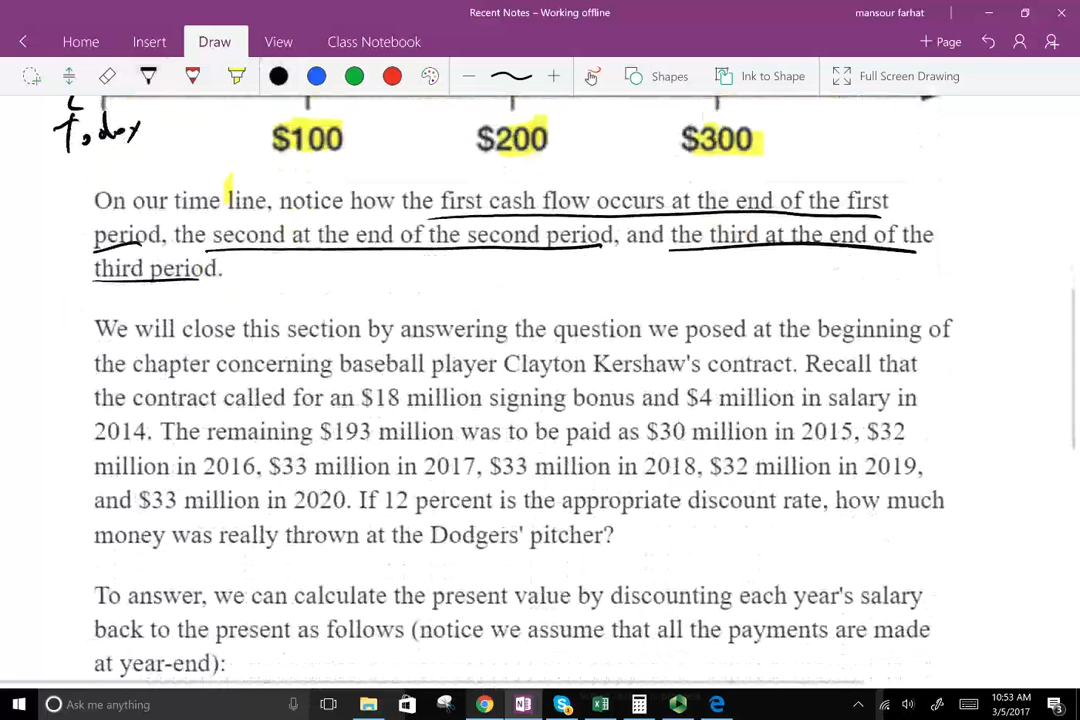 Recent Notes – Working offline
mansour farhat
Home Insert Draw View Class Notebook
Page
Shapes Ink to Shape Full Screen Drawing
Today
$100 $200 $300
On our time line, notice how the first cash flow occurs at the end of the first
period, the second at the end of the second period, and the third at the end of the
third period.
We will close this section by answering the question we posed at the beginning of
the chapter concerning baseball player Clayton Kershaw's contract. Recall that
the contract called for an $18 million signing bonus and $4 million in salary in
2014. The remaining $193 million was to be paid as $30 million in 2015, $32
million in 2016, $33 million in 2017, $33 million in 2018, $32 million in 2019,
and $33 million in 2020. If 12 percent is the appropriate discount rate, how much
money was really thrown at the Dodgers' pitcher?
To answer, we can calculate the present value by discounting each year's salary
back to the present as follows (notice we assume that all the payments are made
at year-end):
Ask me anything
10:53 AM
3/5/2017
3